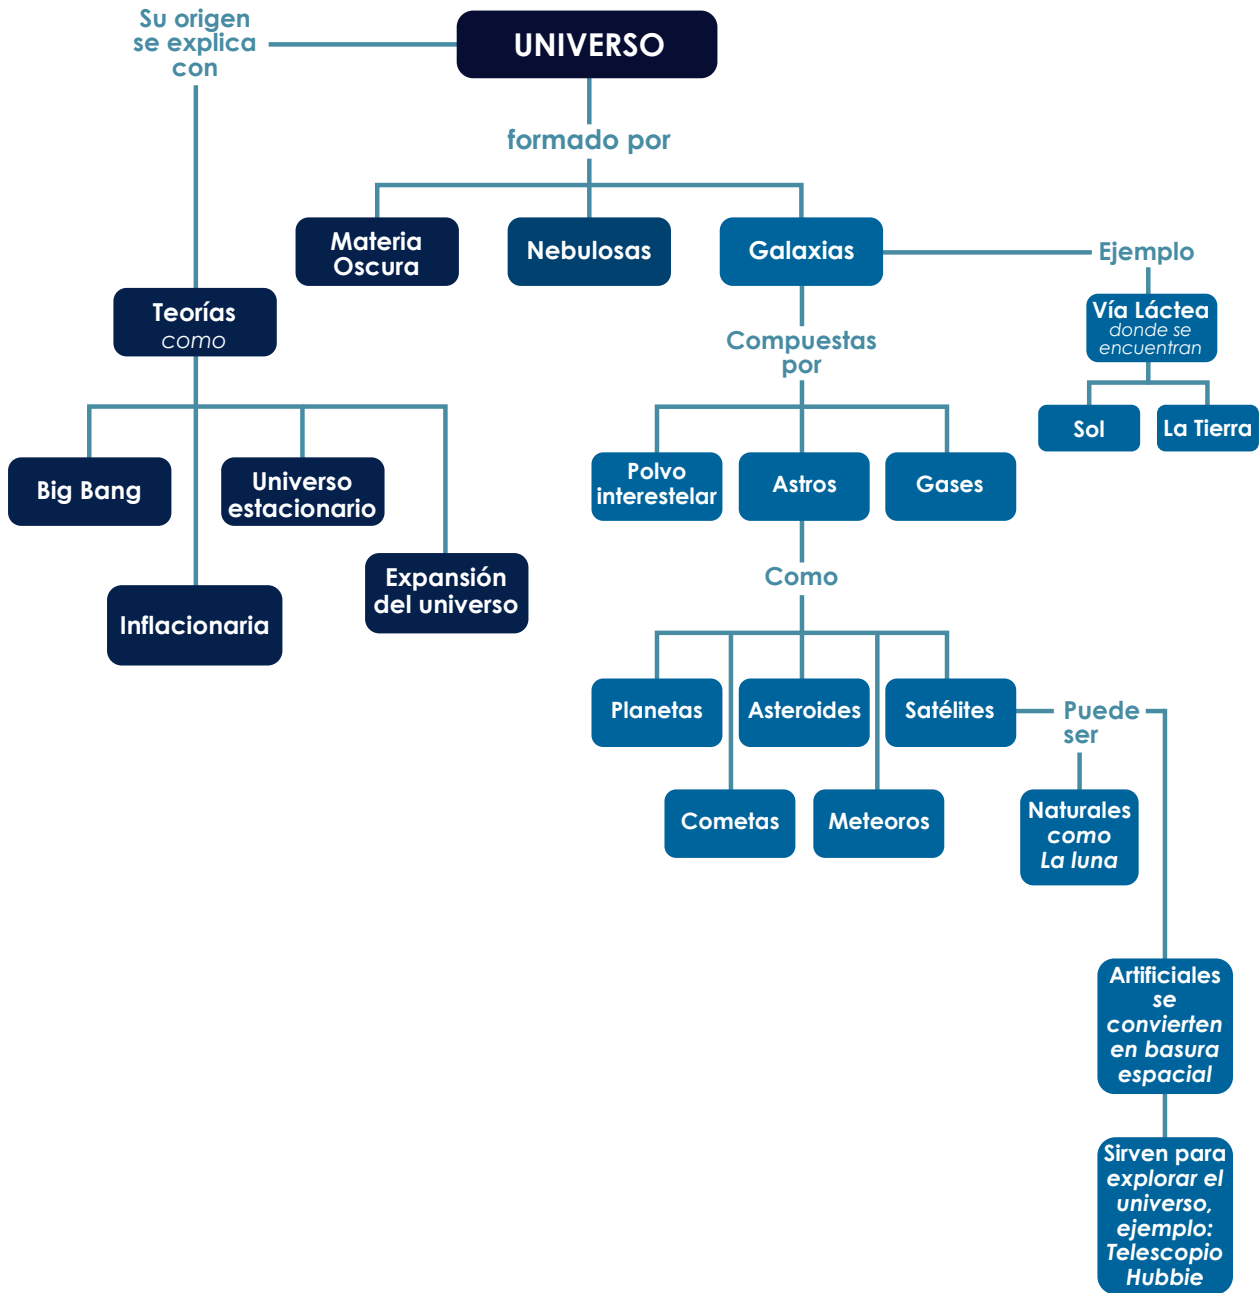 Su origen
se explica
con
UNIVERSO
formado por
Materia
Oscura
Nebulosas
Galaxias
Ejemplo
Vía Láctea
donde se
encuentran
Sol
La Tierra
Teorías
como
Big Bang
Universo
estacionario
Inflacionaria
Expansión
del universo
Compuestas
por
Polvo
interestelar
Astros
Gases
Como
Planetas
Asteroides
Satélites
Cometas
Meteoros
Puede
ser
Naturales
como
La luna
Artificiales
se
convierten
en basura
espacial
Sirven para
explorar el
universo,
ejemplo:
Telescopio
Hubbie